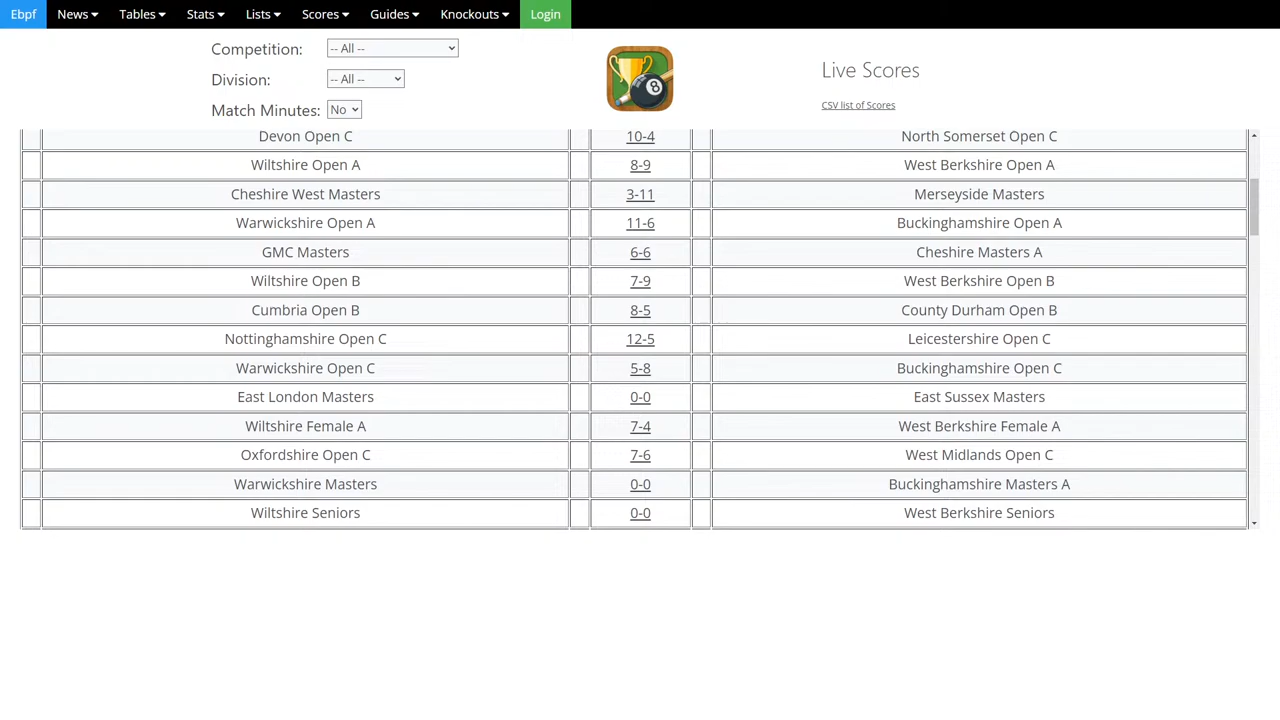 Ebpf News Tables Stats Lists Scores Guides Knockouts Login
Competition: -- All --
Division: -- All --
Match Minutes: No
8
Live Scores
CSV list of Scores
Devon Open C 10-4 North Somerset Open C
Wiltshire Open A 8-9 West Berkshire Open A
Cheshire West Masters 3-11 Merseyside Masters
Warwickshire Open A 11-6 Buckinghamshire Open A
GMC Masters 6-6 Cheshire Masters A
Wiltshire Open B 7-9 West Berkshire Open B
Cumbria Open B 8-5 County Durham Open B
Nottinghamshire Open C 12-5 Leicestershire Open C
Warwickshire Open C 5-8 Buckinghamshire Open C
East London Masters 0-0 East Sussex Masters
Wiltshire Female A 7-4 West Berkshire Female A
Oxfordshire Open C 7-6 West Midlands Open C
Warwickshire Masters 0-0 Buckinghamshire Masters A
Wiltshire Seniors 0-0 West Berkshire Seniors